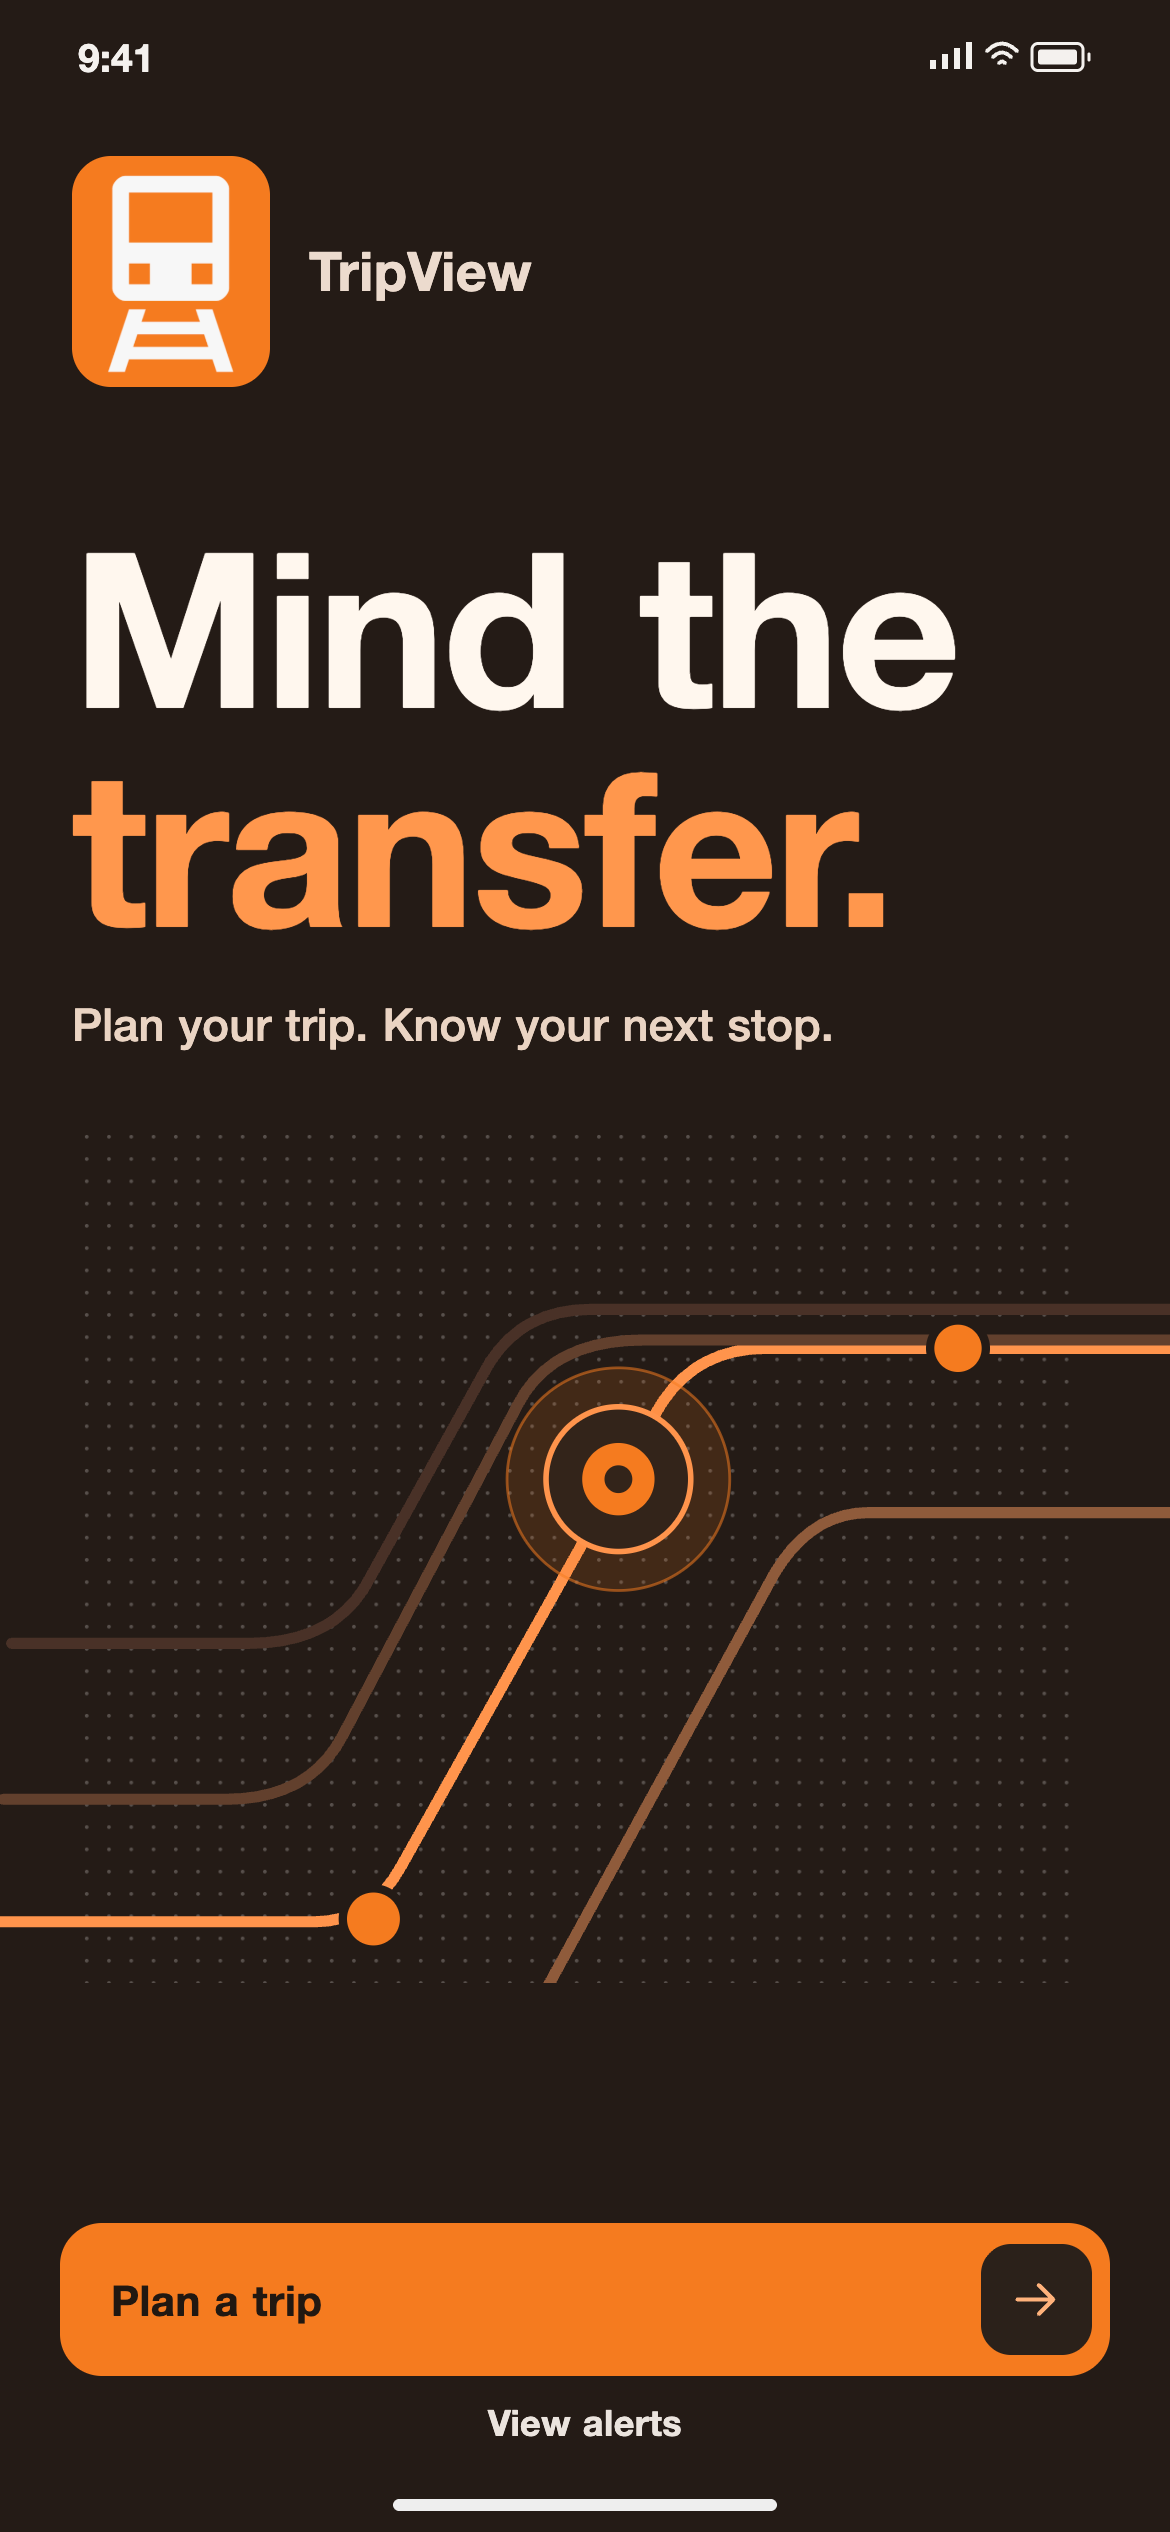 9:41
TripView
Mind the
transfer.
Plan your trip. Know your next stop.
Plan a trip
View alerts